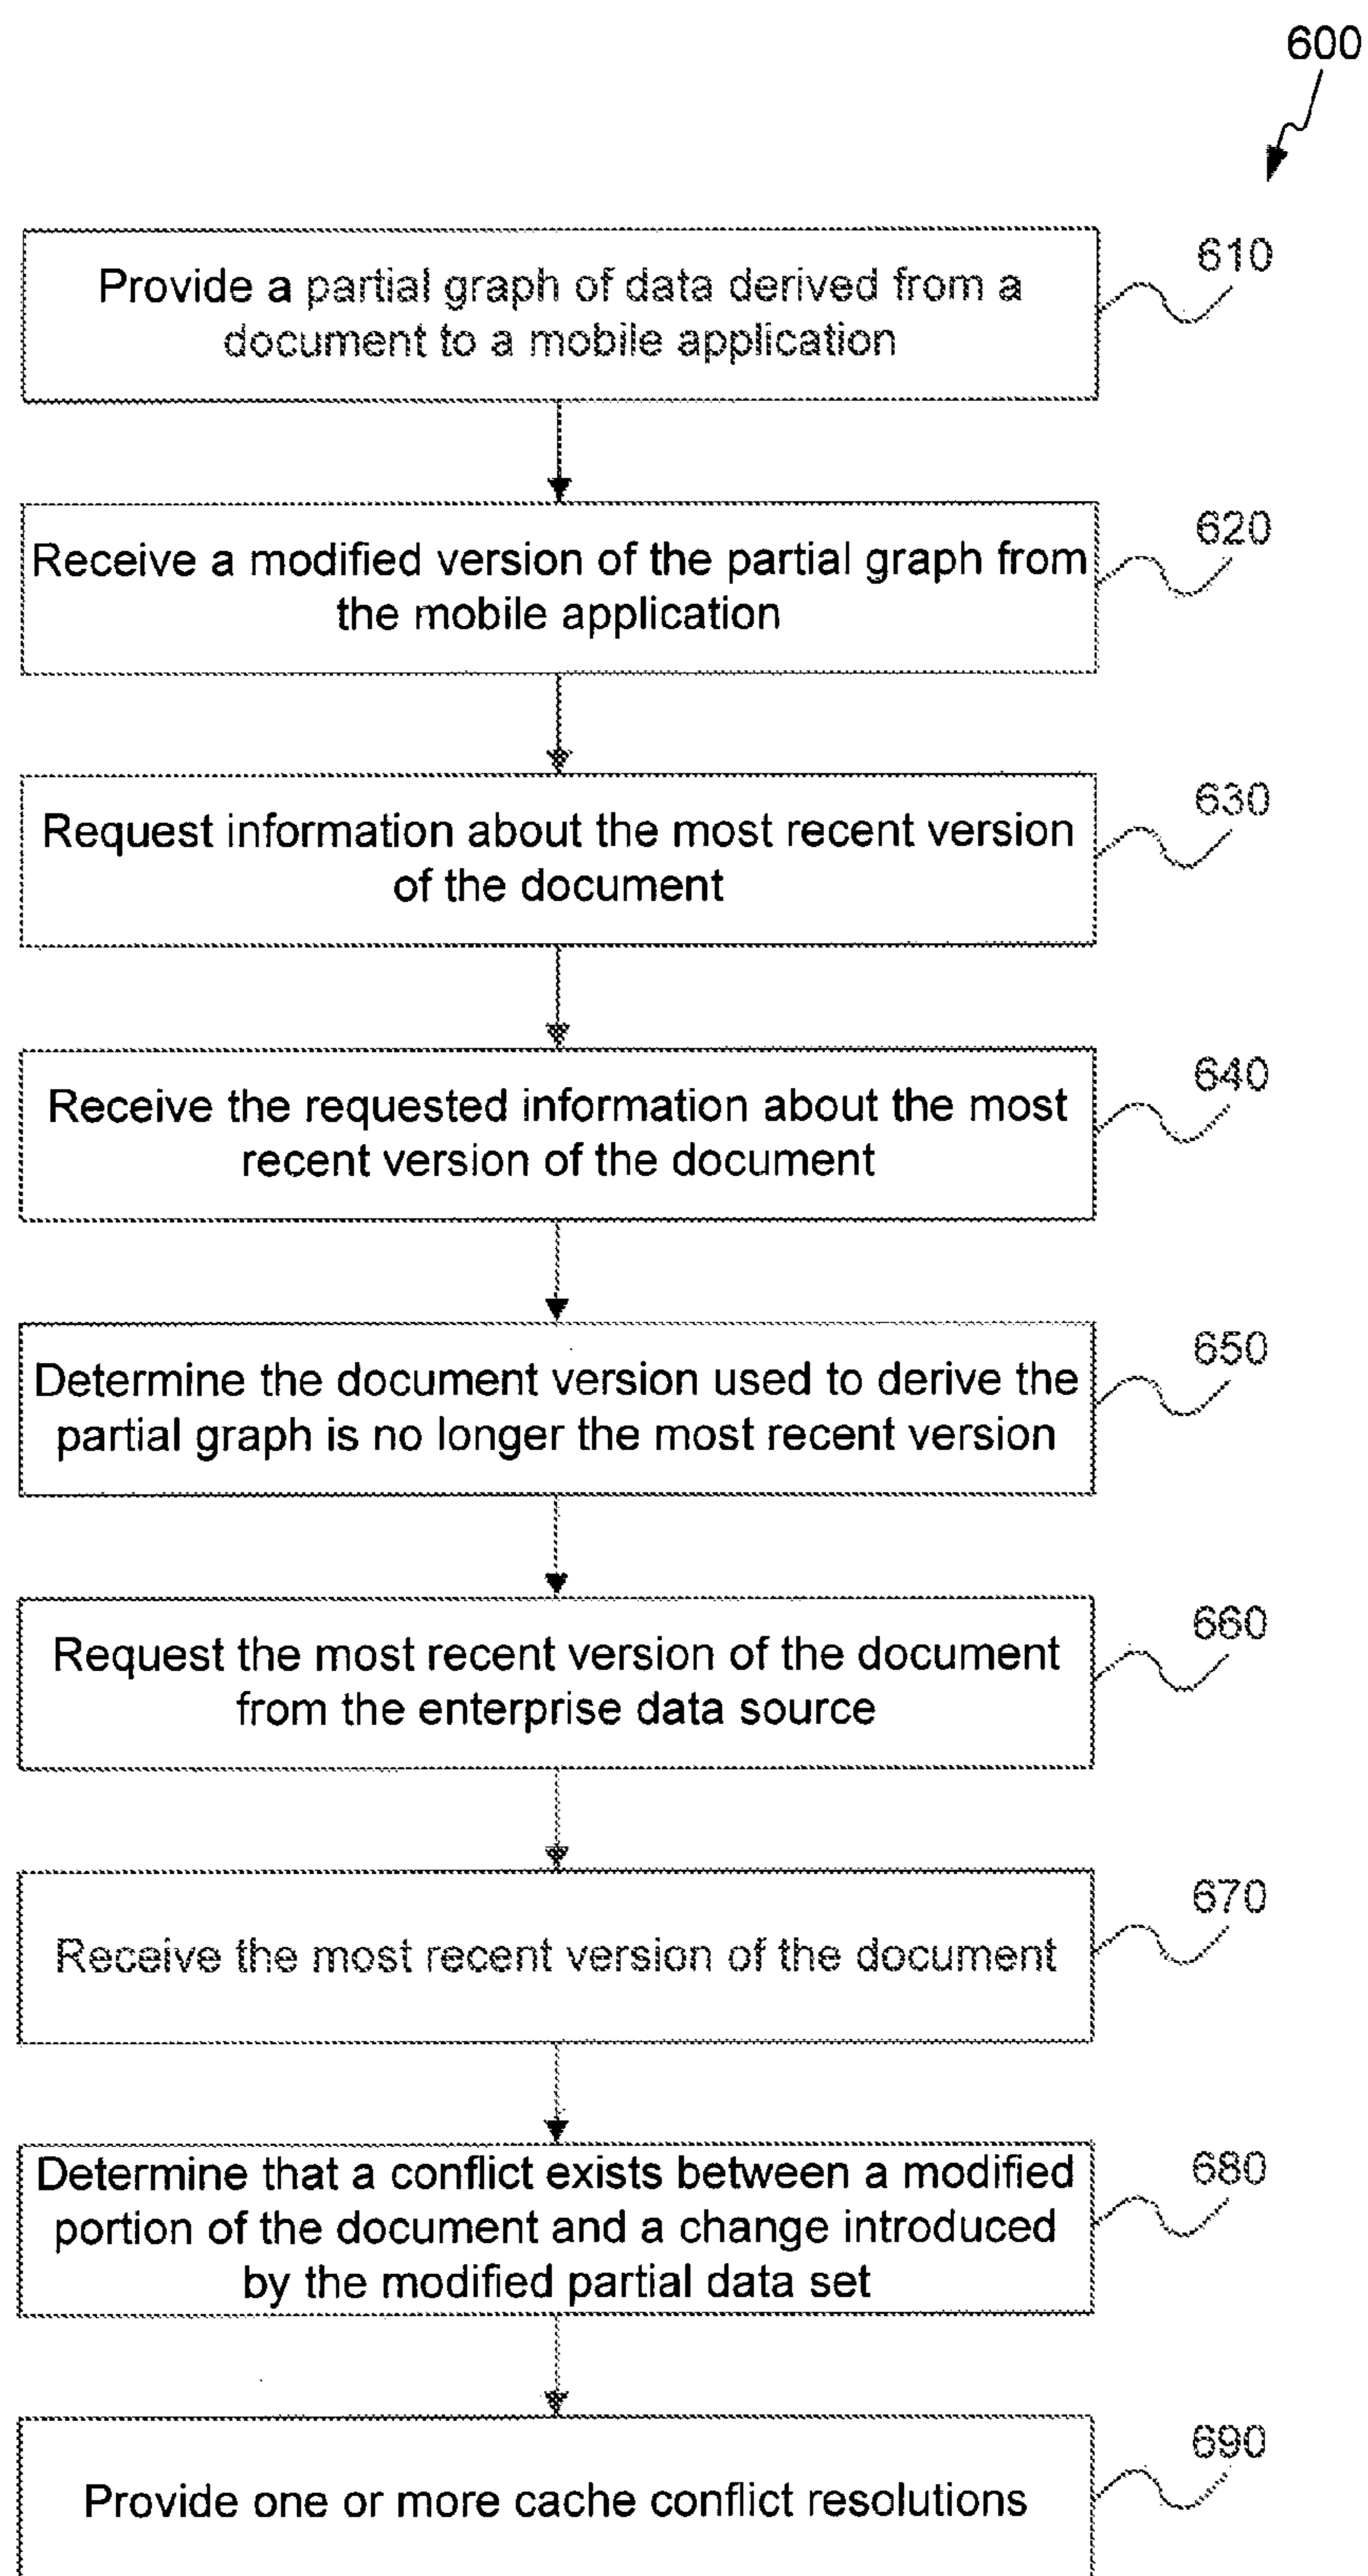 600
Provide a partial graph of data derived from a
document to a mobile application
610
Receive a modified version of the partial graph from
the mobile application
620
Request information about the most recent version
of the document
630
Receive the requested information about the most
recent version of the document
640
Determine the document version used to derive the
partial graph is no longer the most recent version
650
Request the most recent version of the document
from the enterprise data source
660
Receive the most recent version of the document
670
Determine that a conflict exists between a modified
portion of the document and a change introduced
by the modified partial data set
680
Provide one or more cache conflict resolutions
690